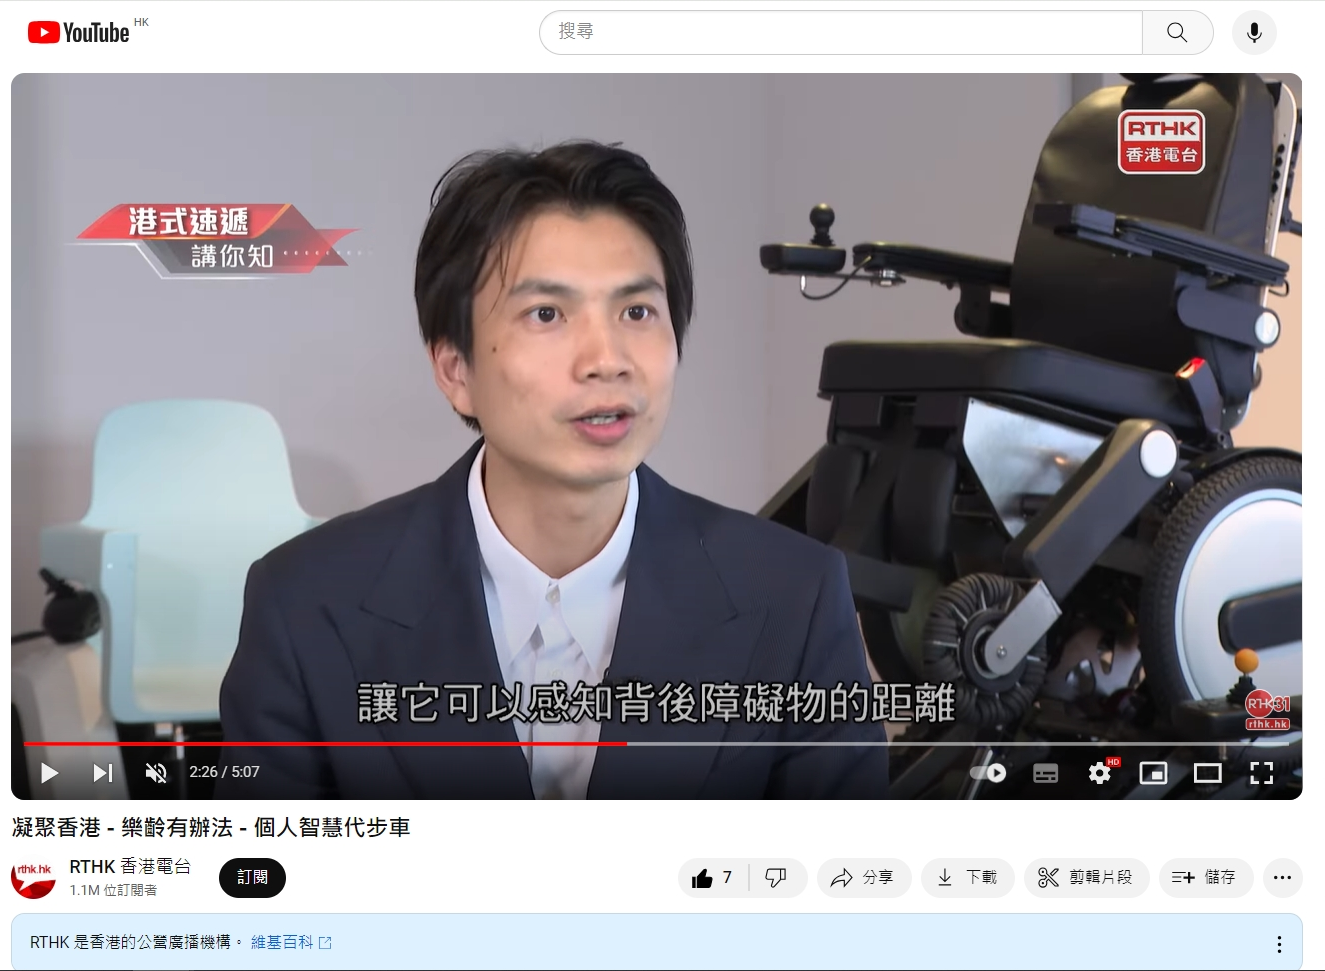 YouTube HK
搜尋
RTHK
香港電台
港式速遞
講你知
讓它可以感知背後障礙物的距離
RTHK 31
rthk.hk
2:26 / 5:07
HD
凝聚香港 - 樂齡有辦法 - 個人智慧代步車
rthk.hk
RTHK 香港電台
1.1M 位訂閱者
訂閱
7
分享
下載
剪輯片段
儲存
RTHK 是香港的公營廣播機構。 維基百科